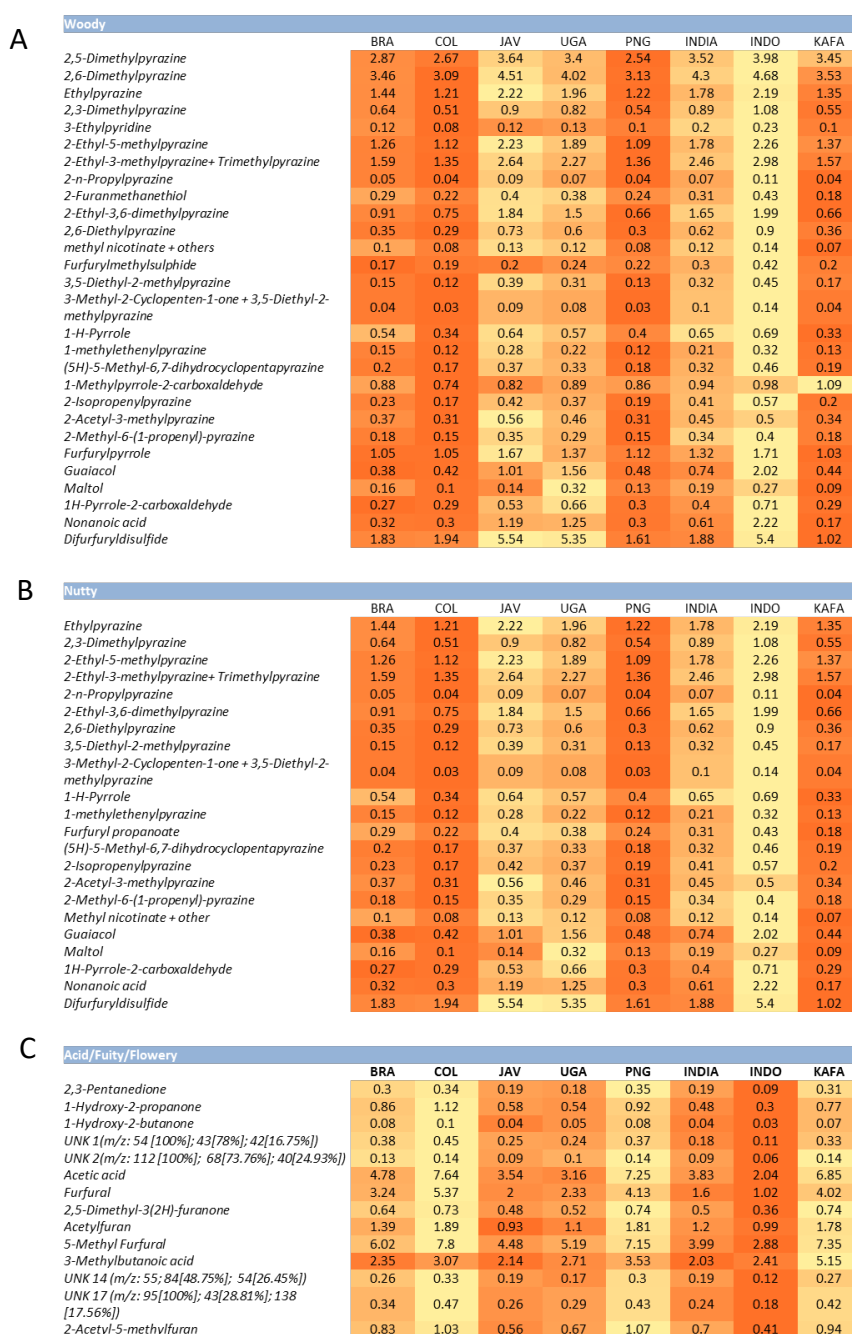 A
Woody
BRA COL JAV UGA PNG INDIA INDO KAFA
2,5-Dimethylpyrazine 2.87 2.67 3.64 3.4 2.54 3.52 3.98 3.45
2,6-Dimethylpyrazine 3.46 3.09 4.51 4.02 3.13 4.3 4.68 3.53
Ethylpyrazine 1.44 1.21 2.22 1.96 1.22 1.78 2.19 1.35
2,3-Dimethylpyrazine 0.64 0.51 0.9 0.82 0.54 0.89 1.08 0.55
3-Ethylpyridine 0.12 0.08 0.12 0.13 0.1 0.2 0.23 0.1
2-Ethyl-5-methylpyrazine 1.26 1.12 2.23 1.89 1.09 1.78 2.26 1.37
2-Ethyl-3-methylpyrazine+ Trimethylpyrazine 1.59 1.35 2.64 2.27 1.36 2.46 2.98 1.57
2-n-Propylpyrazine 0.05 0.04 0.09 0.07 0.04 0.07 0.11 0.04
2-Furanmethanethiol 0.29 0.22 0.4 0.38 0.24 0.31 0.43 0.18
2-Ethyl-3,6-dimethylpyrazine 0.91 0.75 1.84 1.5 0.66 1.65 1.99 0.66
2,6-Diethylpyrazine 0.35 0.29 0.73 0.6 0.3 0.62 0.9 0.36
methyl nicotinate + others 0.1 0.08 0.13 0.12 0.08 0.12 0.14 0.07
Furfurylmethylsulphide 0.17 0.19 0.2 0.24 0.22 0.3 0.42 0.2
3,5-Diethyl-2-methylpyrazine 0.15 0.12 0.39 0.31 0.13 0.32 0.45 0.17
3-Methyl-2-Cyclopenten-1-one + 3,5-Diethyl-2-
methylpyrazine 0.04 0.03 0.09 0.08 0.03 0.1 0.14 0.04
1-H-Pyrrole 0.54 0.34 0.64 0.57 0.4 0.65 0.69 0.33
1-methylethenylpyrazine 0.15 0.12 0.28 0.22 0.12 0.21 0.32 0.13
(5H)-5-Methyl-6,7-dihydrocyclopentapyrazine 0.2 0.17 0.37 0.33 0.18 0.32 0.46 0.19
1-Methylpyrrole-2-carboxaldehyde 0.88 0.74 0.82 0.89 0.86 0.94 0.98 1.09
2-Isopropenylpyrazine 0.23 0.17 0.42 0.37 0.19 0.41 0.57 0.2
2-Acetyl-3-methylpyrazine 0.37 0.31 0.56 0.46 0.31 0.45 0.5 0.34
2-Methyl-6-(1-propenyl)-pyrazine 0.18 0.15 0.35 0.29 0.15 0.34 0.4 0.18
Furfurylpyrrole 1.05 1.05 1.67 1.37 1.12 1.32 1.71 1.03
Guaiacol 0.38 0.42 1.01 1.56 0.48 0.74 2.02 0.44
Maltol 0.16 0.1 0.14 0.32 0.13 0.19 0.27 0.09
1H-Pyrrole-2-carboxaldehyde 0.27 0.29 0.53 0.66 0.3 0.4 0.71 0.29
Nonanoic acid 0.32 0.3 1.19 1.25 0.3 0.61 2.22 0.17
Difurfuryldisulfide 1.83 1.94 5.54 5.35 1.61 1.88 5.4 1.02
B
Nutty
BRA COL JAV UGA PNG INDIA INDO KAFA
Ethylpyrazine 1.44 1.21 2.22 1.96 1.22 1.78 2.19 1.35
2,3-Dimethylpyrazine 0.64 0.51 0.9 0.82 0.54 0.89 1.08 0.55
2-Ethyl-5-methylpyrazine 1.26 1.12 2.23 1.89 1.09 1.78 2.26 1.37
2-Ethyl-3-methylpyrazine+ Trimethylpyrazine 1.59 1.35 2.64 2.27 1.36 2.46 2.98 1.57
2-n-Propylpyrazine 0.05 0.04 0.09 0.07 0.04 0.07 0.11 0.04
2-Ethyl-3,6-dimethylpyrazine 0.91 0.75 1.84 1.5 0.66 1.65 1.99 0.66
2,6-Diethylpyrazine 0.35 0.29 0.73 0.6 0.3 0.62 0.9 0.36
3,5-Diethyl-2-methylpyrazine 0.15 0.12 0.39 0.31 0.13 0.32 0.45 0.17
3-Methyl-2-Cyclopenten-1-one + 3,5-Diethyl-2-
methylpyrazine 0.04 0.03 0.09 0.08 0.03 0.1 0.14 0.04
1-H-Pyrrole 0.54 0.34 0.64 0.57 0.4 0.65 0.69 0.33
1-methylethenylpyrazine 0.15 0.12 0.28 0.22 0.12 0.21 0.32 0.13
Furfuryl propanoate 0.29 0.22 0.4 0.38 0.24 0.31 0.43 0.18
(5H)-5-Methyl-6,7-dihydrocyclopentapyrazine 0.2 0.17 0.37 0.33 0.18 0.32 0.46 0.19
2-Isopropenylpyrazine 0.23 0.17 0.42 0.37 0.19 0.41 0.57 0.2
2-Acetyl-3-methylpyrazine 0.37 0.31 0.56 0.46 0.31 0.45 0.5 0.34
2-Methyl-6-(1-propenyl)-pyrazine 0.18 0.15 0.35 0.29 0.15 0.34 0.4 0.18
Methyl nicotinate + other 0.1 0.08 0.13 0.12 0.08 0.12 0.14 0.07
Guaiacol 0.38 0.42 1.01 1.56 0.48 0.74 2.02 0.44
Maltol 0.16 0.1 0.14 0.32 0.13 0.19 0.27 0.09
1H-Pyrrole-2-carboxaldehyde 0.27 0.29 0.53 0.66 0.3 0.4 0.71 0.29
Nonanoic acid 0.32 0.3 1.19 1.25 0.3 0.61 2.22 0.17
Difurfuryldisulfide 1.83 1.94 5.54 5.35 1.61 1.88 5.4 1.02
C
Acid/Fuity/Flowery
BRA COL JAV UGA PNG INDIA INDO KAFA
2,3-Pentanedione 0.3 0.34 0.19 0.18 0.35 0.19 0.09 0.31
1-Hydroxy-2-propanone 0.86 1.12 0.58 0.54 0.92 0.48 0.3 0.77
1-Hydroxy-2-butanone 0.08 0.1 0.04 0.05 0.08 0.04 0.03 0.07
UNK 1(m/z: 54 [100%]; 43[78%]; 42[16.75%]) 0.38 0.45 0.25 0.24 0.37 0.18 0.11 0.33
UNK 2(m/z: 112 [100%]; 68[73.76%]; 40[24.93%]) 0.13 0.14 0.09 0.1 0.14 0.09 0.06 0.14
Acetic acid 4.78 7.64 3.54 3.16 7.25 3.83 2.04 6.85
Furfural 3.24 5.37 2 2.33 4.13 1.6 1.02 4.02
2,5-Dimethyl-3(2H)-furanone 0.64 0.73 0.48 0.52 0.74 0.5 0.36 0.74
Acetylfuran 1.39 1.89 0.93 1.1 1.81 1.2 0.99 1.78
5-Methyl Furfural 6.02 7.8 4.48 5.19 7.15 3.99 2.88 7.35
3-Methylbutanoic acid 2.35 3.07 2.14 2.71 3.53 2.03 2.41 5.15
UNK 14 (m/z: 55; 84[48.75%]; 54[26.45%]) 0.26 0.33 0.19 0.17 0.3 0.19 0.12 0.27
UNK 17 (m/z: 95[100%]; 43[28.81%]; 138
[17.56%]) 0.34 0.47 0.26 0.29 0.43 0.24 0.18 0.42
2-Acetyl-5-methylfuran 0.83 1.03 0.56 0.67 1.07 0.7 0.41 0.94